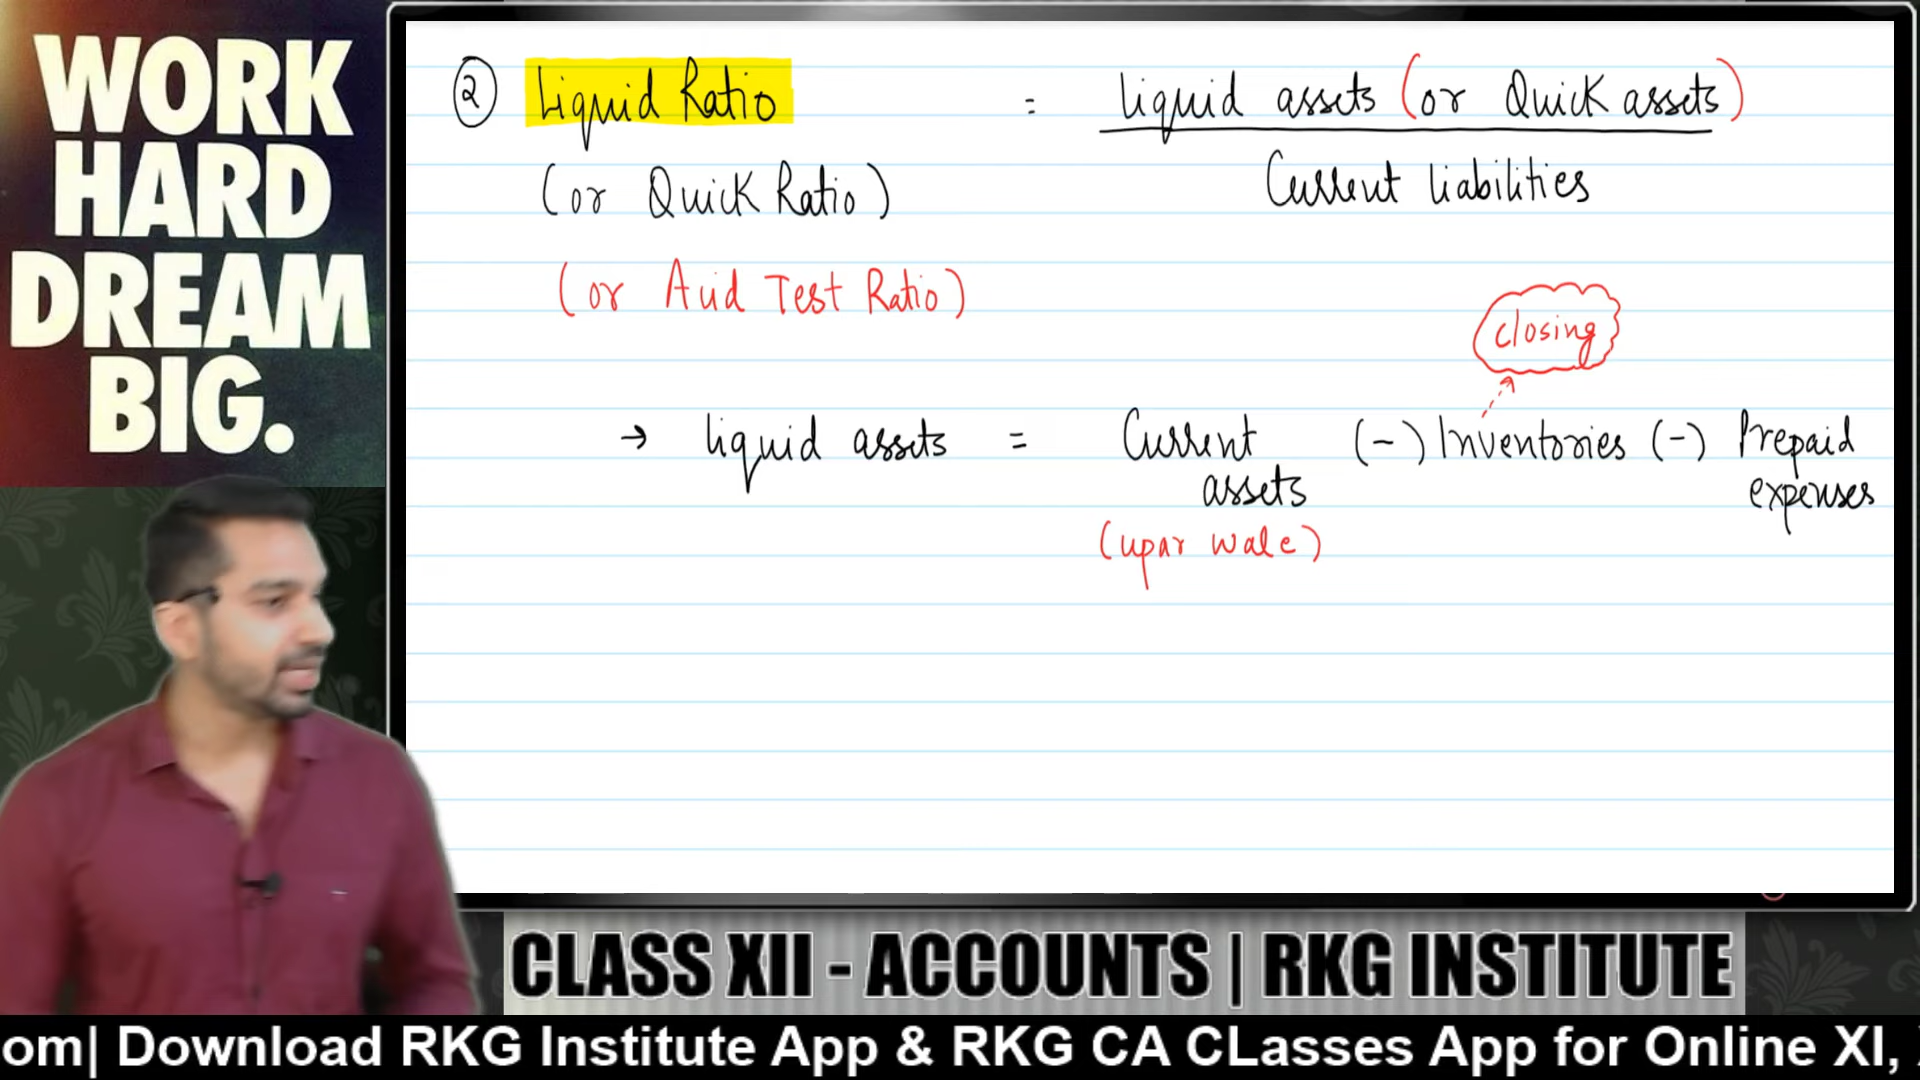 WORK
HARD
DREAM
BIG.
② Liquid Ratio = Liquid assets (or Quick assets)
Current liabilities
(or Quick Ratio)
(or Acid Test Ratio)
closing
→ liquid assets = Current (-) Inventories (-) Prepaid
assets expenses
(upar wale)
CLASS XII - ACCOUNTS | RKG INSTITUTE
om| Download RKG Institute App & RKG CA CLasses App for Online XI,